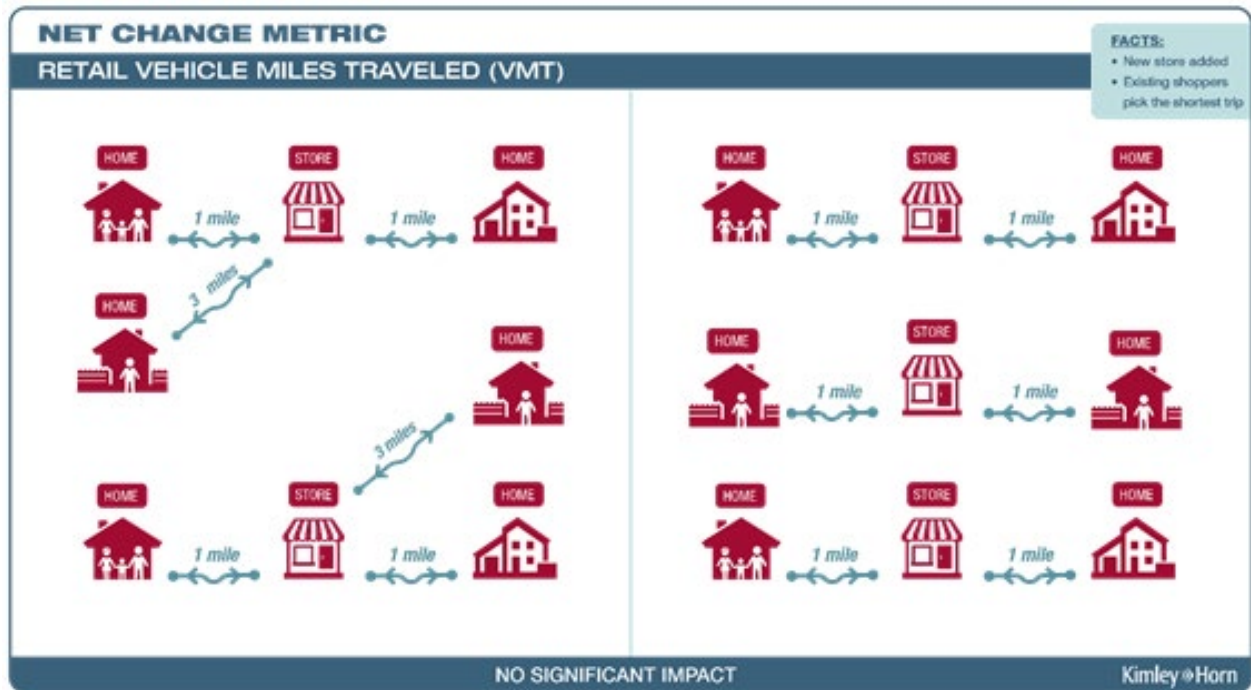 NET CHANGE METRIC
RETAIL VEHICLE MILES TRAVELED (VMT)
FACTS:
• New store added
• Existing shoppers
pick the shortest trip
HOME
STORE
HOME
1 mile
1 mile
3 miles
HOME
HOME
3 miles
HOME
STORE
HOME
1 mile
1 mile
HOME
STORE
HOME
1 mile
1 mile
HOME
STORE
HOME
1 mile
1 mile
HOME
STORE
HOME
1 mile
1 mile
NO SIGNIFICANT IMPACT
Kimley»Horn